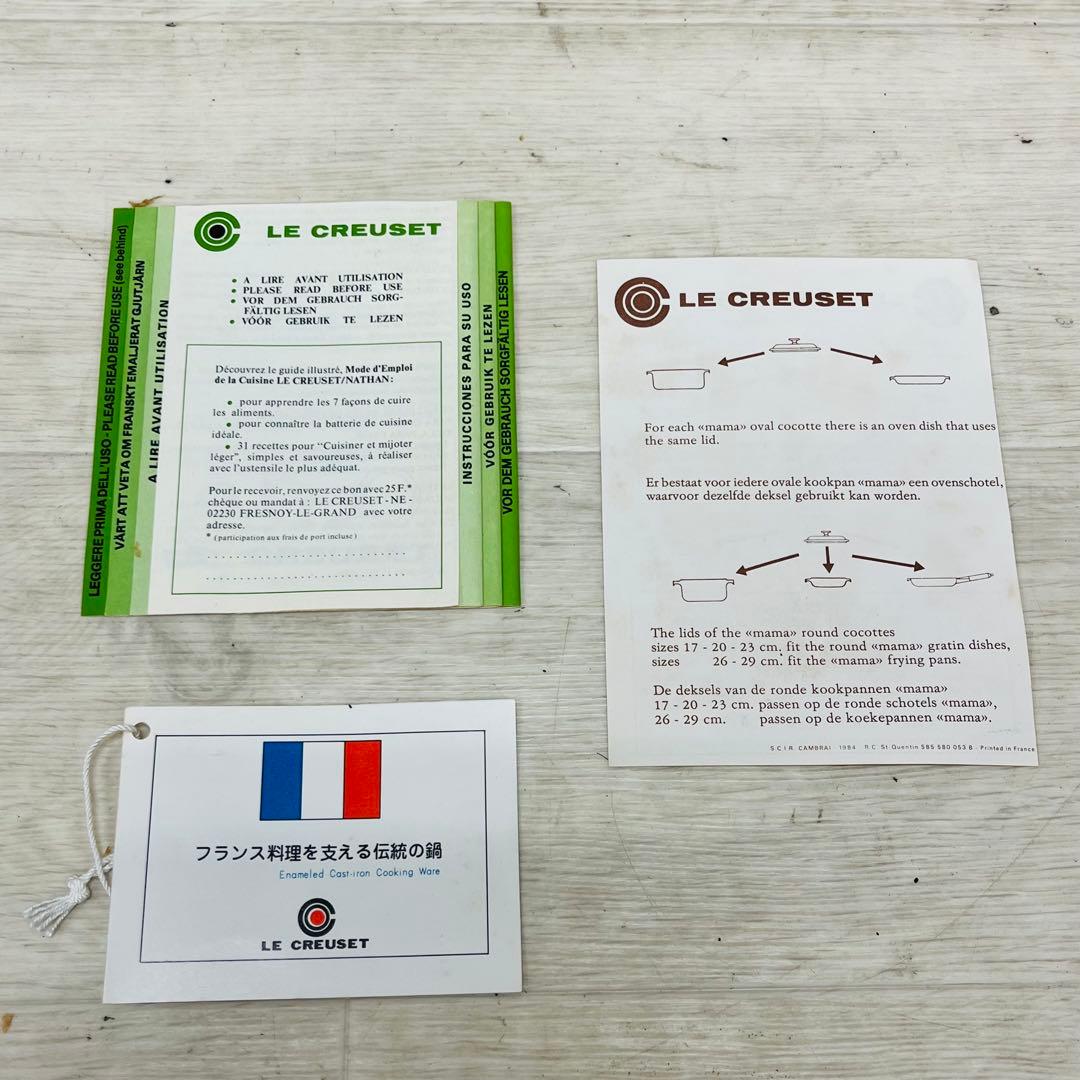 LEGGERE PRIMA DELL'USO - PLEASE READ BEFORE USE (see behind)
VÄRT ATT VETA OM FRANSKT EMALJERAT GJUTJÄRN
A LIRE AVANT UTILISATION
LE CREUSET
• A LIRE AVANT UTILISATION
• PLEASE READ BEFORE USE
• VOR DEM GEBRAUCH SORG-
FÄLTIG LESEN
• VÓÓR GEBRUIK TE LEZEN
Découvrez le guide illustré, Mode d'Emploi
de la Cuisine LE CREUSET/NATHAN:
• pour apprendre les 7 façons de cuire
les aliments.
• pour connaître la batterie de cuisine
idéale.
• 31 recettes pour "Cuisiner et mijoter
léger", simples et savoureuses, à réaliser
avec l'ustensile le plus adéquat.
Pour le recevoir, renvoyez ce bon avec 25 F.*
chèque ou mandat à : LE CREUSET - NE -
02230 FRESNOY-LE-GRAND avec votre
adresse.
* (participation aux frais de port incluse)
INSTRUCCIONES PARA SU USO
VÓÓR GEBRUIK TE LEZEN
VOR DEM GEBRAUCH SORGFÄLTIG LESEN
LE CREUSET
For each «mama» oval cocotte there is an oven dish that uses
the same lid.
Er bestaat voor iedere ovale kookpan «mama» een ovenschotel,
waarvoor dezelfde deksel gebruikt kan worden.
The lids of the «mama» round cocottes
sizes 17 - 20 - 23 cm. fit the round «mama» gratin dishes,
sizes 26 - 29 cm. fit the «mama» frying pans.
De deksels van de ronde kookpannen «mama»
17 - 20 - 23 cm. passen op de ronde schotels «mama»,
26 - 29 cm. passen op de koekepannen «mama».
S.C.I.R. CAMBRAI - 1984 R.C. St Quentin 585 580 053 B - Printed in France
フランス料理を支える伝統の鍋
Enameled Cast-iron Cooking Ware
LE CREUSET